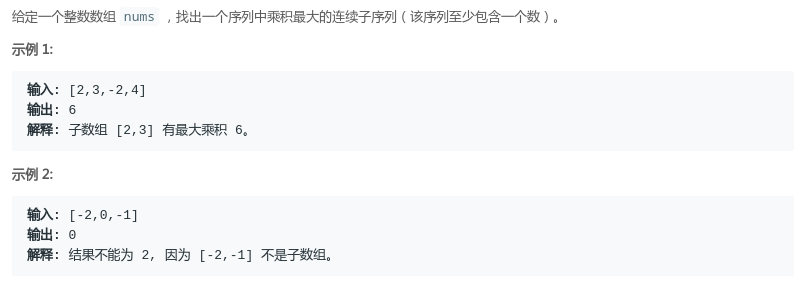 给定一个整数数组 nums ，找出一个序列中乘积最大的连续子序列（该序列至少包含一个数）。
示例 1:
输入: [2,3,-2,4]
输出: 6
解释: 子数组 [2,3] 有最大乘积 6。
示例 2:
输入: [-2,0,-1]
输出: 0
解释: 结果不能为 2, 因为 [-2,-1] 不是子数组。